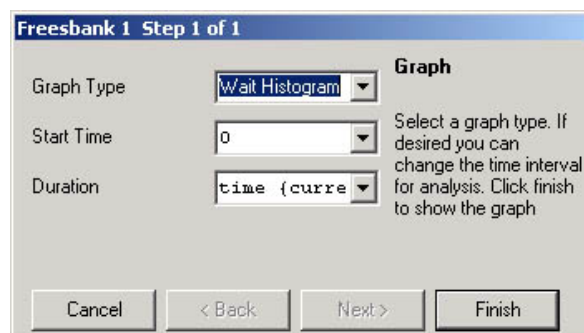 Freesbank 1 Step 1 of 1
Graph Type
Wait Histogram
Start Time
0
Duration
time {curre
Graph
Select a graph type. If
desired you can
change the time interval
for analysis. Click finish
to show the graph
Cancel
< Back
Next >
Finish